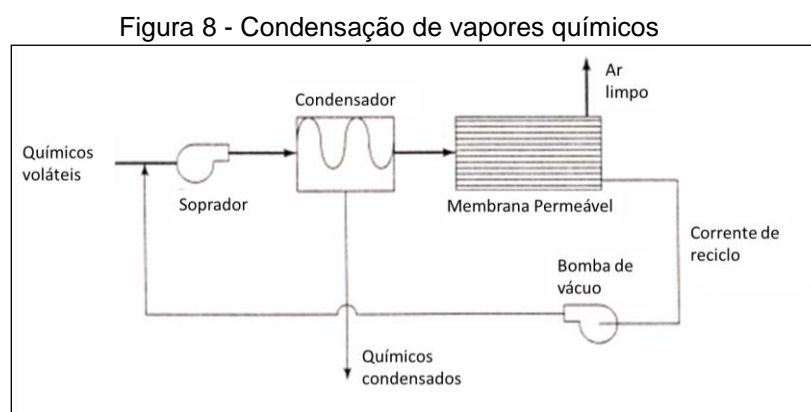 Figura 8 - Condensação de vapores químicos
Ar
limpo
Condensador
Químicos
voláteis
Soprador
Membrana Permeável
Corrente de
reciclo
Bomba de
vácuo
Químicos
condensados